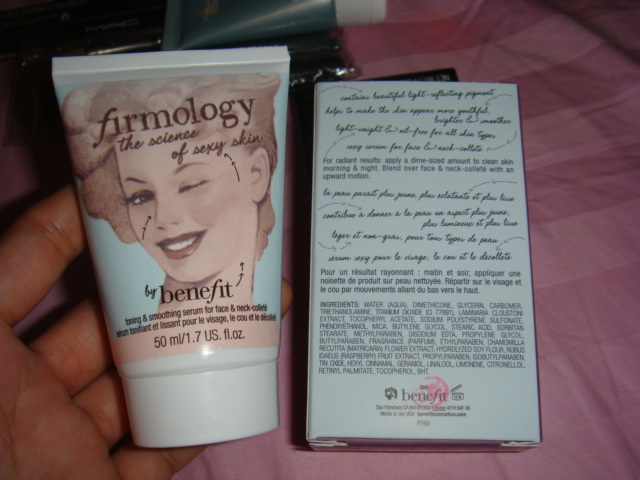 MAC
firmology
the science
of sexy skin
by benefit
toning & smoothing serum for face & neck-colleté
sérum tonifiant et lissant pour le visage, le cou et le décolleté
50 ml/1.7 US. fl.oz.
contains beautiful light-reflecting pigment
helps to make the skin appear more youthful,
brighter & smoother
light-weight & oil-free for all skin types
sexy serum for face & neck-colleté
For radiant results: apply a dime-sized amount to clean skin
morning & night. Blend over face & neck-colleté with an
upward motion.
la peau paraît plus jeune, plus éclatante et plus lisse
contribue à donner à la peau un aspect plus jeune,
plus lumineux et plus lisse
léger et non-gras, pour tous types de peau
sérum sexy pour le visage, le cou et le décolleté
Pour un résultat rayonnant : matin et soir, appliquer une
noisette de produit sur peau nettoyée. Répartir sur le visage et
le cou par mouvements allant du bas vers le haut.
INGREDIENTS: WATER (AQUA), DIMETHICONE, GLYCERIN, CARBOMER,
TRIETHANOLAMINE, TITANIUM DIOXIDE (CI 77891), LAMINARIA CLOUSTONI
EXTRACT, TOCOPHERYL ACETATE, SODIUM POLYSTYRENE SULFONATE,
PHENOXYETHANOL, MICA, BUTYLENE GLYCOL, STEARIC ACID, SORBITAN
STEARATE, METHYLPARABEN, DISODIUM EDTA, PROPYLENE GLYCOL,
BUTYLPARABEN, FRAGRANCE (PARFUM), ETHYLPARABEN, CHAMOMILLA
RECUTITA (MATRICARIA) FLOWER EXTRACT, HYDROLYZED SOY FLOUR, RUBUS
IDAEUS (RASPBERRY) FRUIT EXTRACT, PROPYLPARABEN, ISOBUTYLPARABEN,
TIN OXIDE, HEXYL CINNAMAL, GERANIOL, LINALOOL, LIMONENE, CITRONELLOL,
RETINYL PALMITATE, TOCOPHEROL, BHT.
benefit
San Francisco CA
Made in the USA benefitcosmetics.com